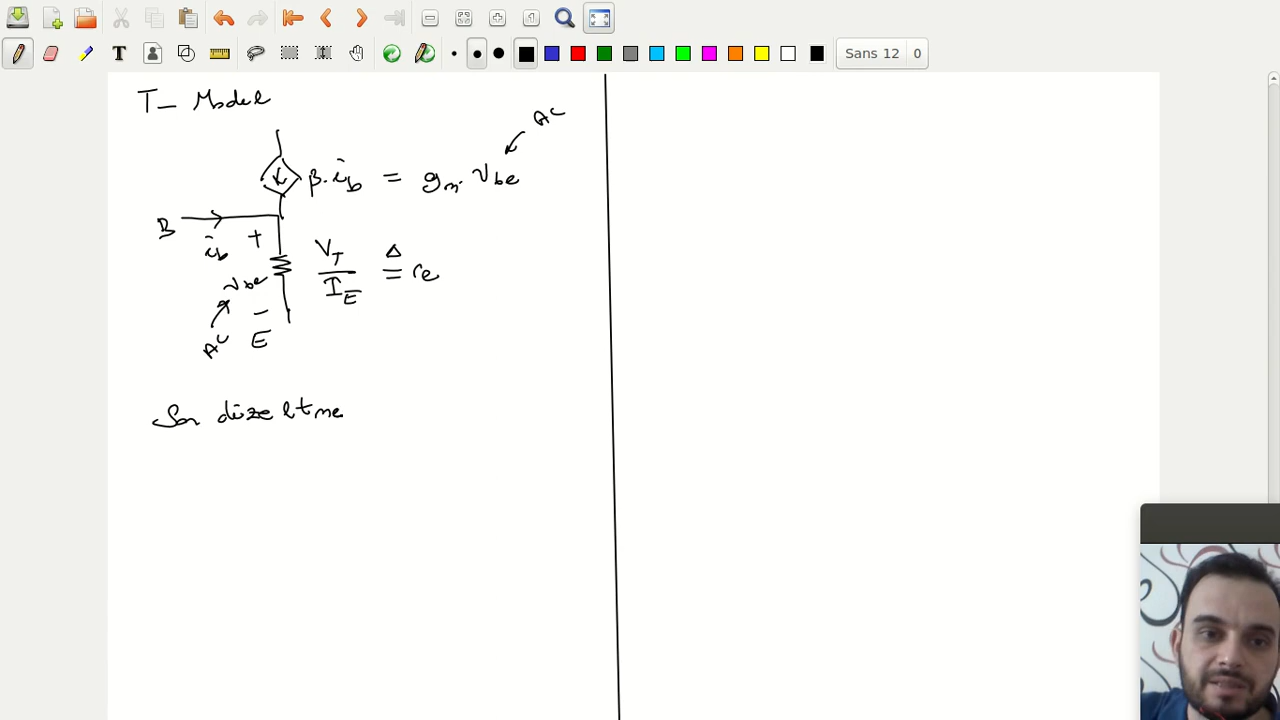 Sans 12 0
T- Model
AC
β.ib = gm.Vbe
B
ib +
VT/IE ≜ re
vbe
-
AC E
Son düzeltme